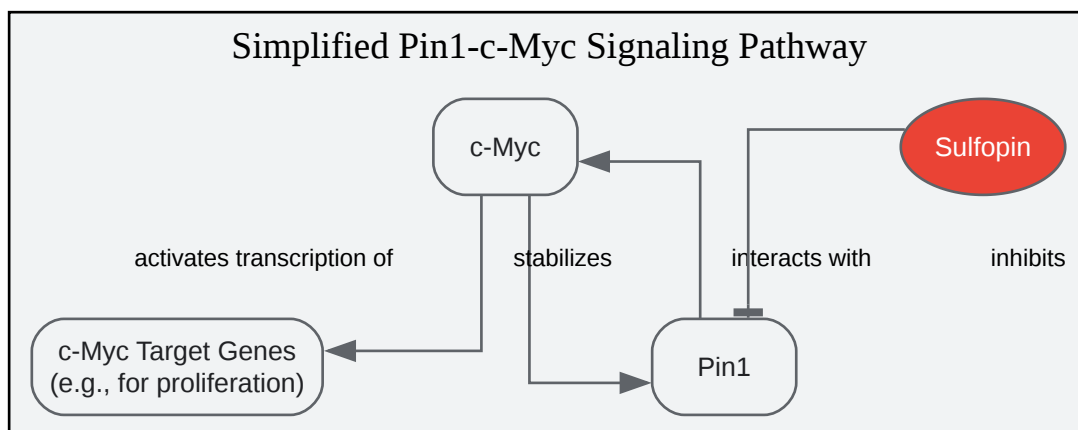 Simplified Pin1-c-Myc Signaling Pathway
c-Myc
Sulfopin
activates transcription of
stabilizes
interacts with
inhibits
c-Myc Target Genes
(e.g., for proliferation)
Pin1